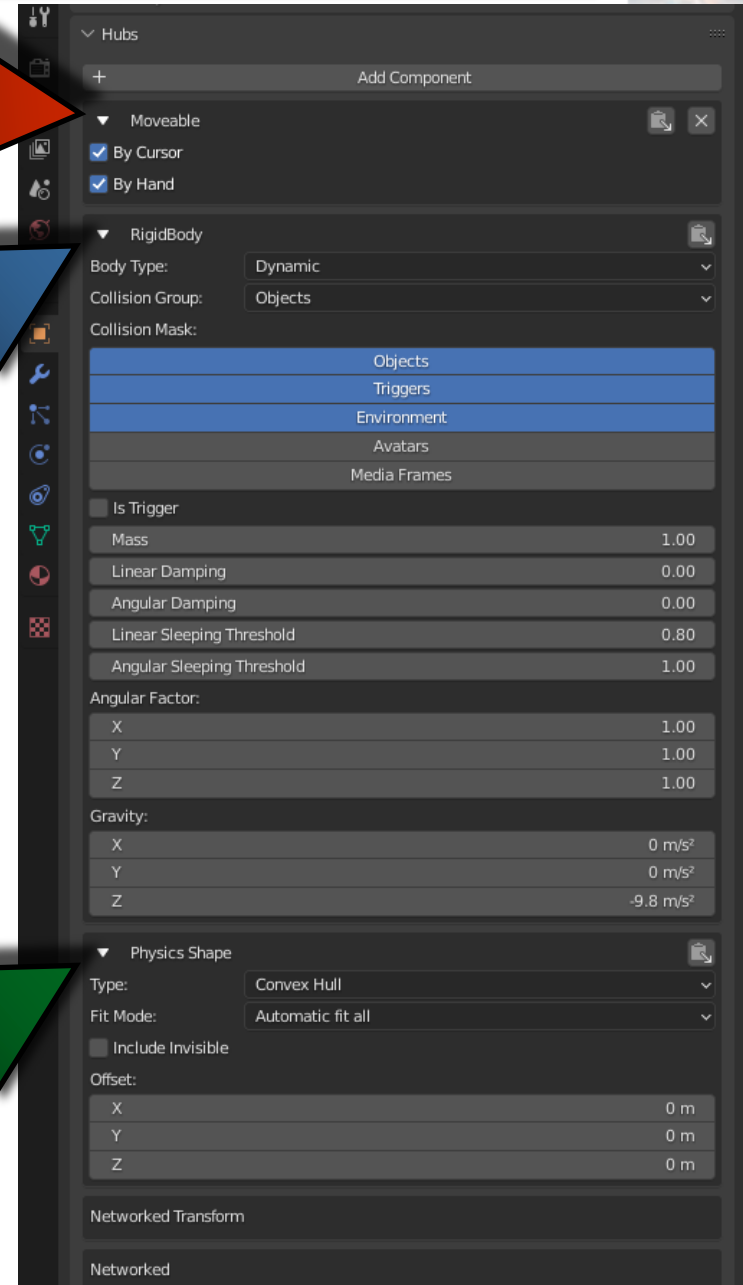 Hubs
Add Component
Moveable
By Cursor
By Hand
RigidBody
Body Type: Dynamic
Collision Group: Objects
Collision Mask:
Objects
Triggers
Environment
Avatars
Media Frames
Is Trigger
Mass 1.00
Linear Damping 0.00
Angular Damping 0.00
Linear Sleeping Threshold 0.80
Angular Sleeping Threshold 1.00
Angular Factor:
X 1.00
Y 1.00
Z 1.00
Gravity:
X 0 m/s²
Y 0 m/s²
Z -9.8 m/s²
Physics Shape
Type: Convex Hull
Fit Mode: Automatic fit all
Include Invisible
Offset:
X 0 m
Y 0 m
Z 0 m
Networked Transform
Networked